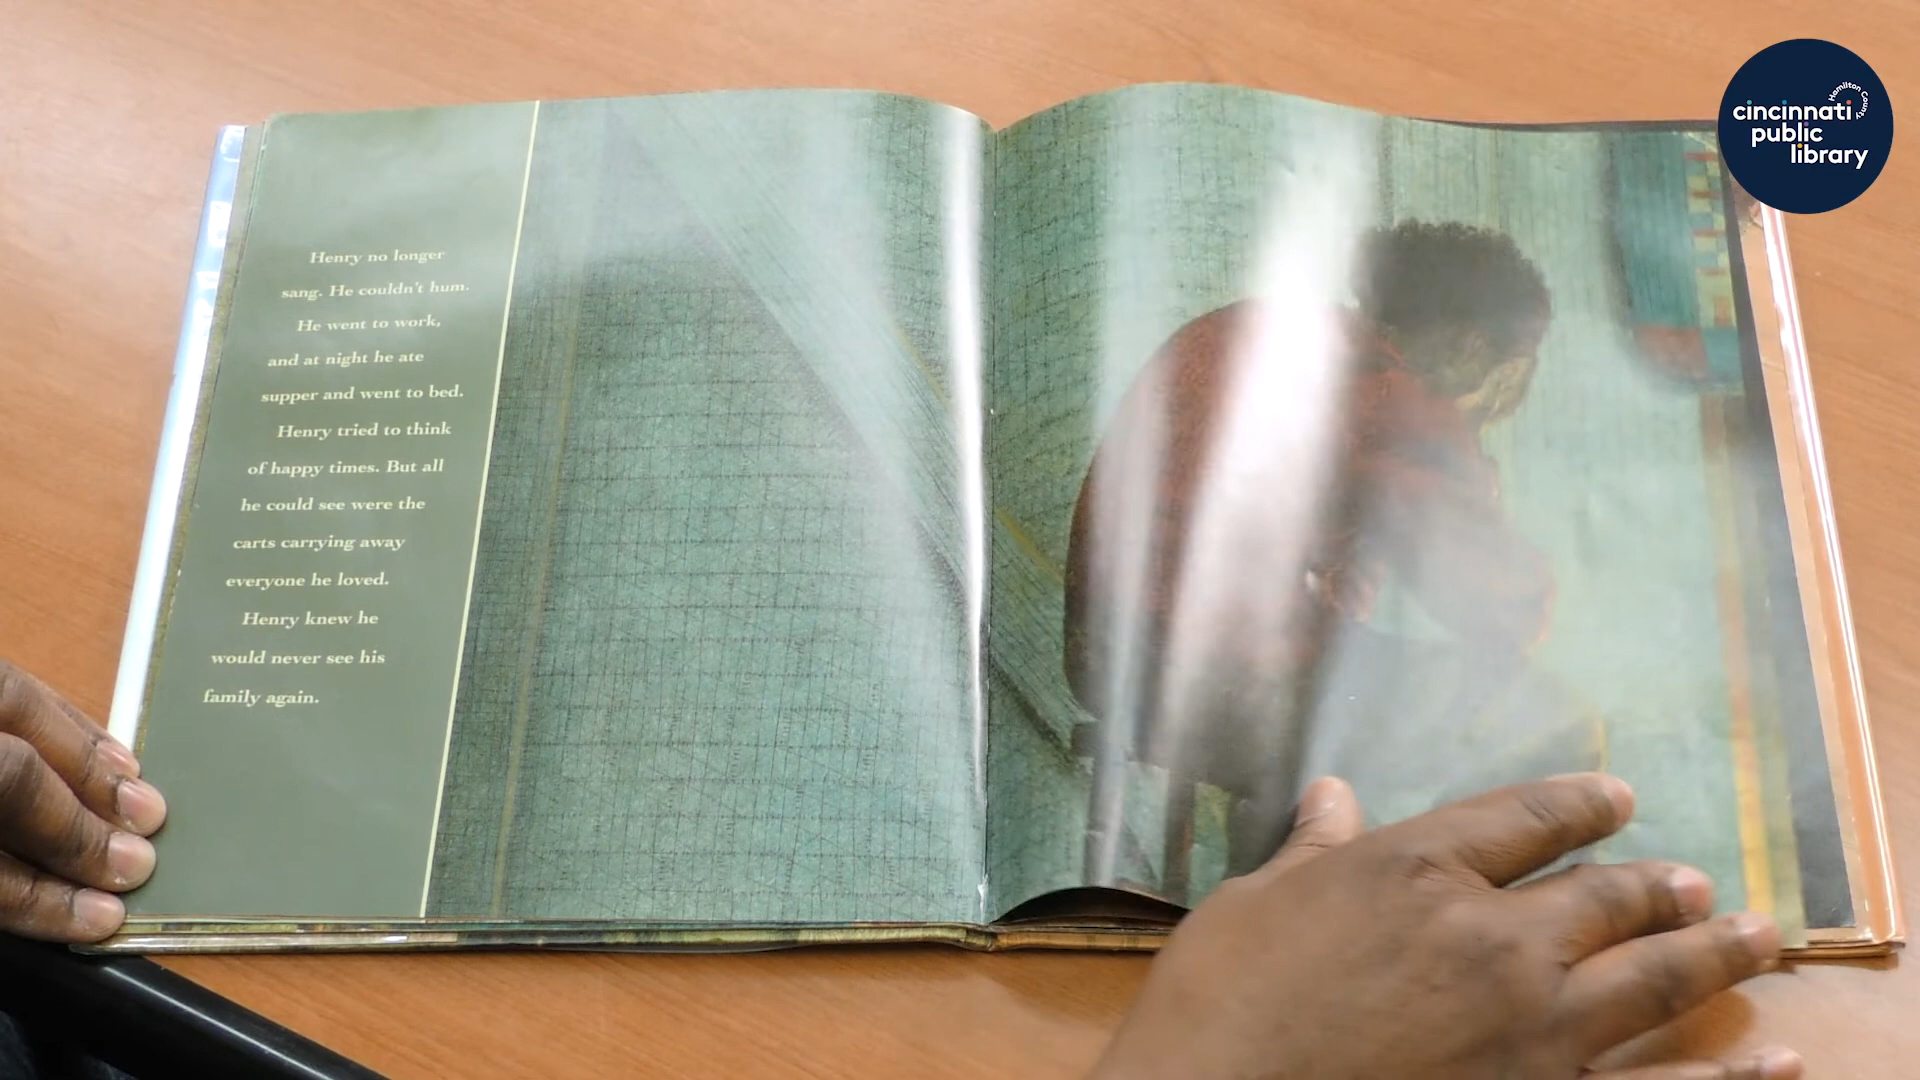 Henry no longer
sang. He couldn't hum.
He went to work,
and at night he ate
supper and went to bed.
Henry tried to think
of happy times. But all
he could see were the
carts carrying away
everyone he loved.
Henry knew he
would never see his
family again.
cincinnati
Hamilton County
public
library